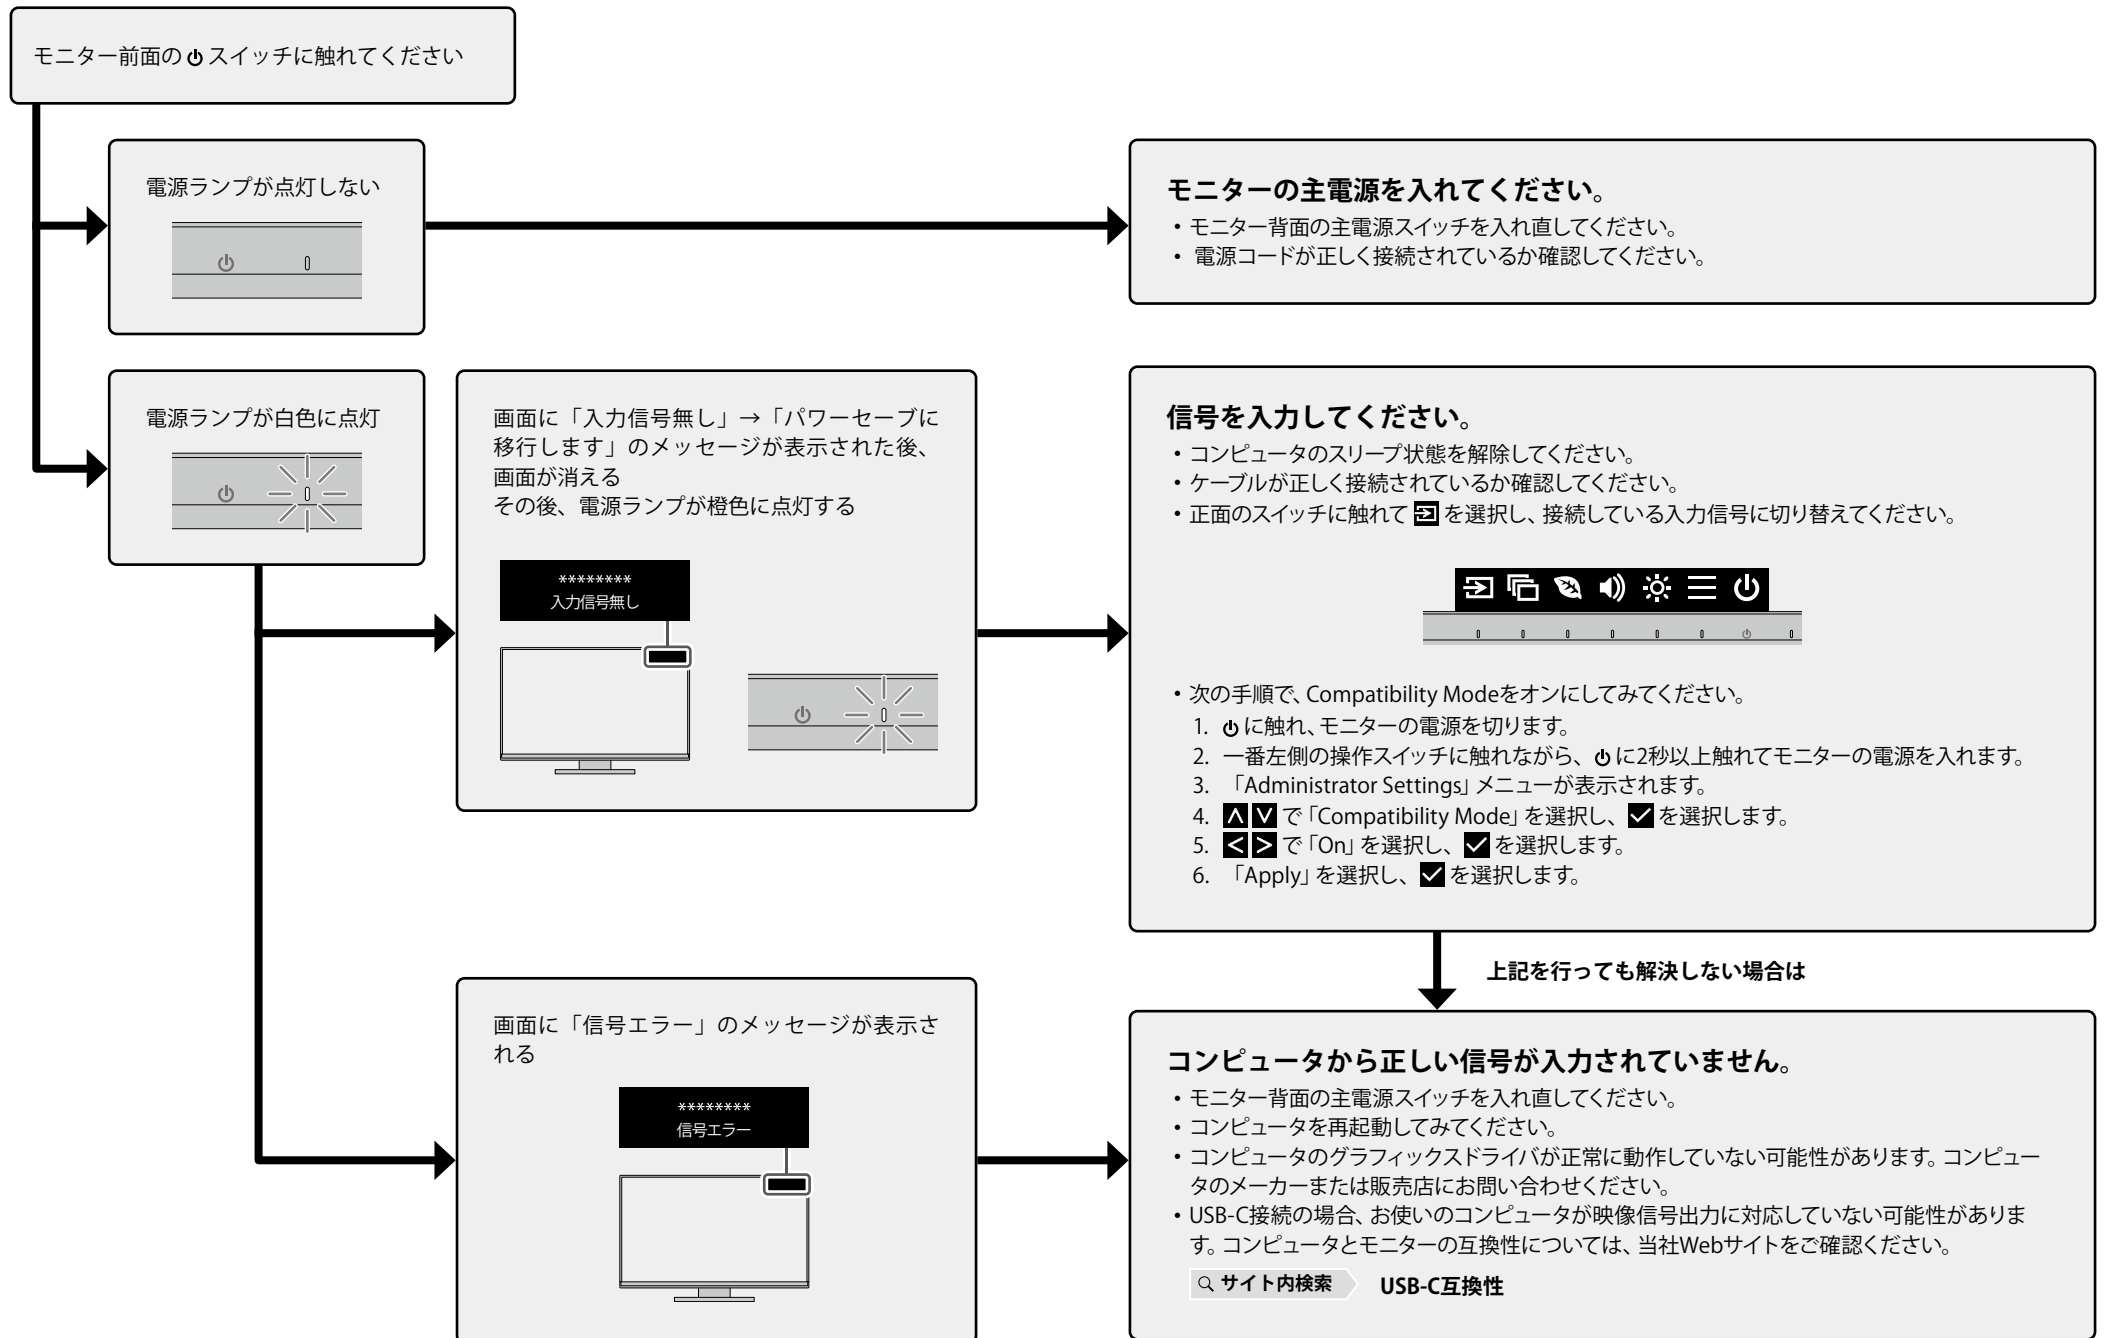 モニター前面の⏻スイッチに触れてください
電源ランプが点灯しない
モニターの主電源を入れてください。
・モニター背面の主電源スイッチを入れ直してください。
・電源コードが正しく接続されているか確認してください。
電源ランプが白色に点灯
画面に「入力信号無し」→「パワーセーブに
移行します」のメッセージが表示された後、
画面が消える
その後、電源ランプが橙色に点灯する
********
入力信号無し
信号を入力してください。
・コンピュータのスリープ状態を解除してください。
・ケーブルが正しく接続されているか確認してください。
・正面のスイッチに触れて を選択し、接続している入力信号に切り替えてください。
・次の手順で、Compatibility Modeをオンにしてみてください。
1. ⏻に触れ、モニターの電源を切ります。
2. 一番左側の操作スイッチに触れながら、⏻に2秒以上触れてモニターの電源を入れます。
3. 「Administrator Settings」メニューが表示されます。
4. ∧ ∨ で「Compatibility Mode」を選択し、✓を選択します。
5. < > で「On」を選択し、✓を選択します。
6. 「Apply」を選択し、✓を選択します。
上記を行っても解決しない場合は
画面に「信号エラー」のメッセージが表示さ
れる
********
信号エラー
コンピュータから正しい信号が入力されていません。
・モニター背面の主電源スイッチを入れ直してください。
・コンピュータを再起動してみてください。
・コンピュータのグラフィックスドライバが正常に動作していない可能性があります。コンピュー
タのメーカーまたは販売店にお問い合わせください。
・USB-C接続の場合、お使いのコンピュータが映像信号出力に対応していない可能性がありま
す。コンピュータとモニターの互換性については、当社Webサイトをご確認ください。
サイト内検索 USB-C互換性